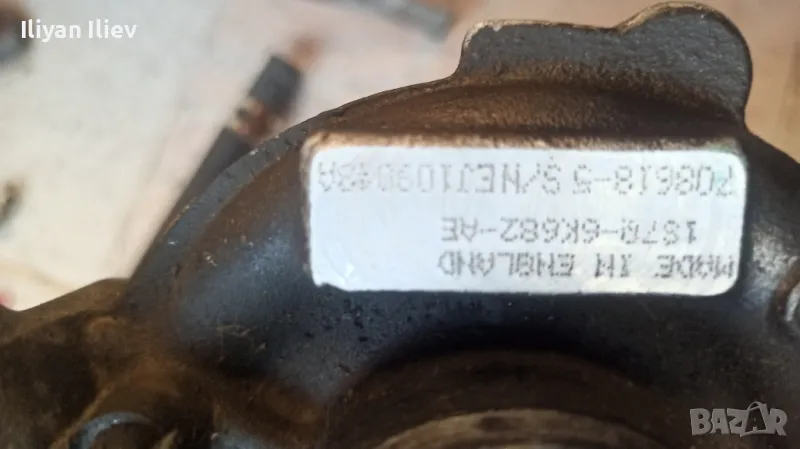 Iliyan Iliev
MADE IN ENGLAND
1S7Q-6K682-AE
708618-5
BAZAR